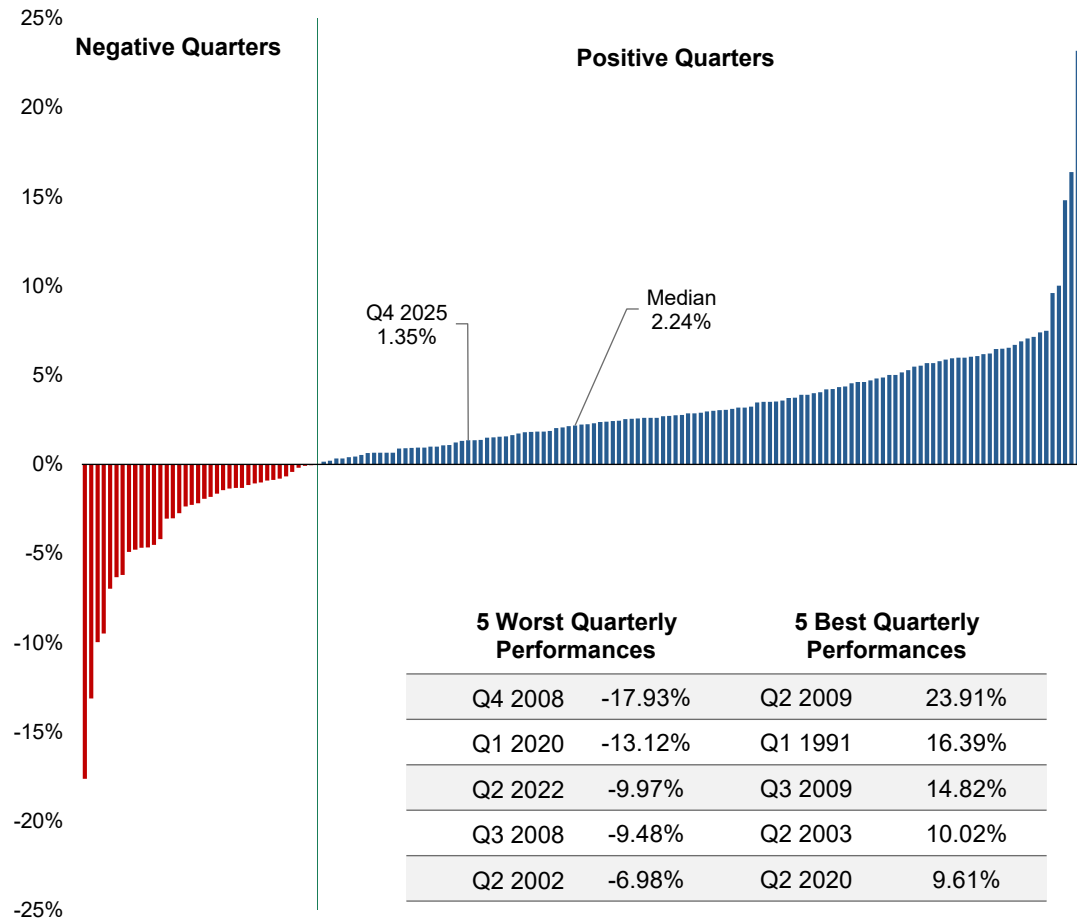 25%
Negative Quarters
Positive Quarters
20%
15%
10%
Q4 2025
1.35%
Median
2.24%
5%
0%
-5%
-10%
-15%
-20%
-25%
5 Worst Quarterly
Performances
5 Best Quarterly
Performances
Q4 2008 -17.93% Q2 2009 23.91%
Q1 2020 -13.12% Q1 1991 16.39%
Q2 2022 -9.97% Q3 2009 14.82%
Q3 2008 -9.48% Q2 2003 10.02%
Q2 2002 -6.98% Q2 2020 9.61%